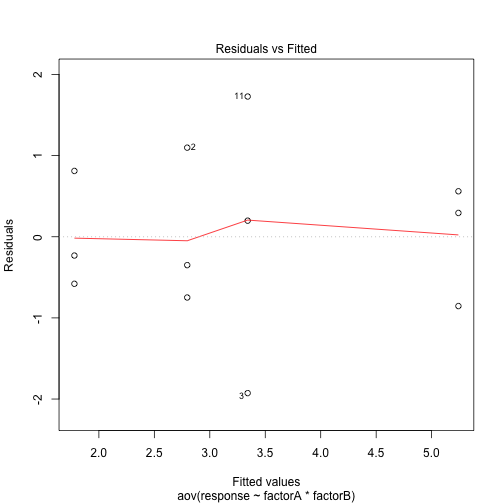 Residuals vs Fitted
2
1
0
-1
-2
Residuals
11
2
3
2.0 2.5 3.0 3.5 4.0 4.5 5.0
Fitted values
aov(response ~ factorA * factorB)